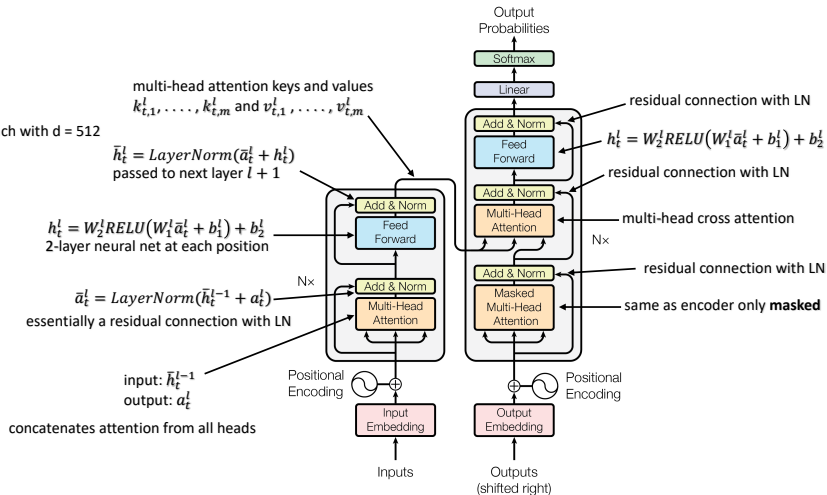 Output
Probabilities
Softmax
Linear
multi-head attention keys and values
k^l_{t,1}, . . . . , k^l_{t,m} and v^l_{t,1} , . . . . , v^l_{t,m}
residual connection with LN
Add & Norm
Feed
Forward
h^l_t = W^l_2RELU(W^l_1ā^l_t + b^l_1) + b^l_2
ch with d = 512
h̄^l_t = LayerNorm(ā^l_t + h^l_t)
passed to next layer l + 1
residual connection with LN
Add & Norm
Multi-Head
Attention
multi-head cross attention
Add & Norm
Feed
Forward
h^l_t = W^l_2RELU(W^l_1ā^l_t + b^l_1) + b^l_2
2-layer neural net at each position
N×
N×
Add & Norm
residual connection with LN
Masked
Multi-Head
Attention
same as encoder only masked
Add & Norm
Multi-Head
Attention
ā^l_t = LayerNorm(h̄^{l-1}_t + a^l_t)
essentially a residual connection with LN
input: h̄^{l-1}_t
output: a^l_t
concatenates attention from all heads
Positional
Encoding
Positional
Encoding
Input
Embedding
Output
Embedding
Inputs
Outputs
(shifted right)